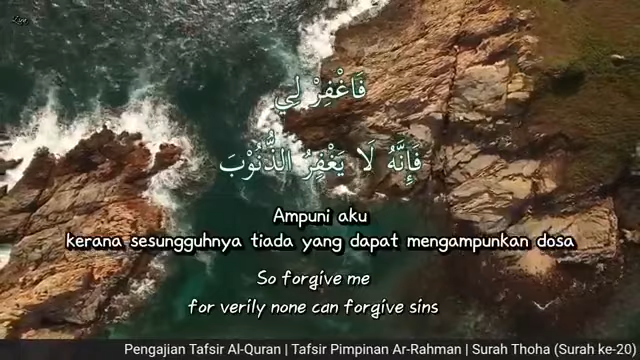 فَاغْفِرْ لِي
فَإِنَّهُ لَا يَغْفِرُ الذُّنُوْبَ
Ampuni aku
kerana sesungguhnya tiada yang dapat mengampunkan dosa
So forgive me
for verily none can forgive sins
Pengajian Tafsir Al-Quran | Tafsir Pimpinan Ar-Rahman | Surah Thoha (Surah ke-20)